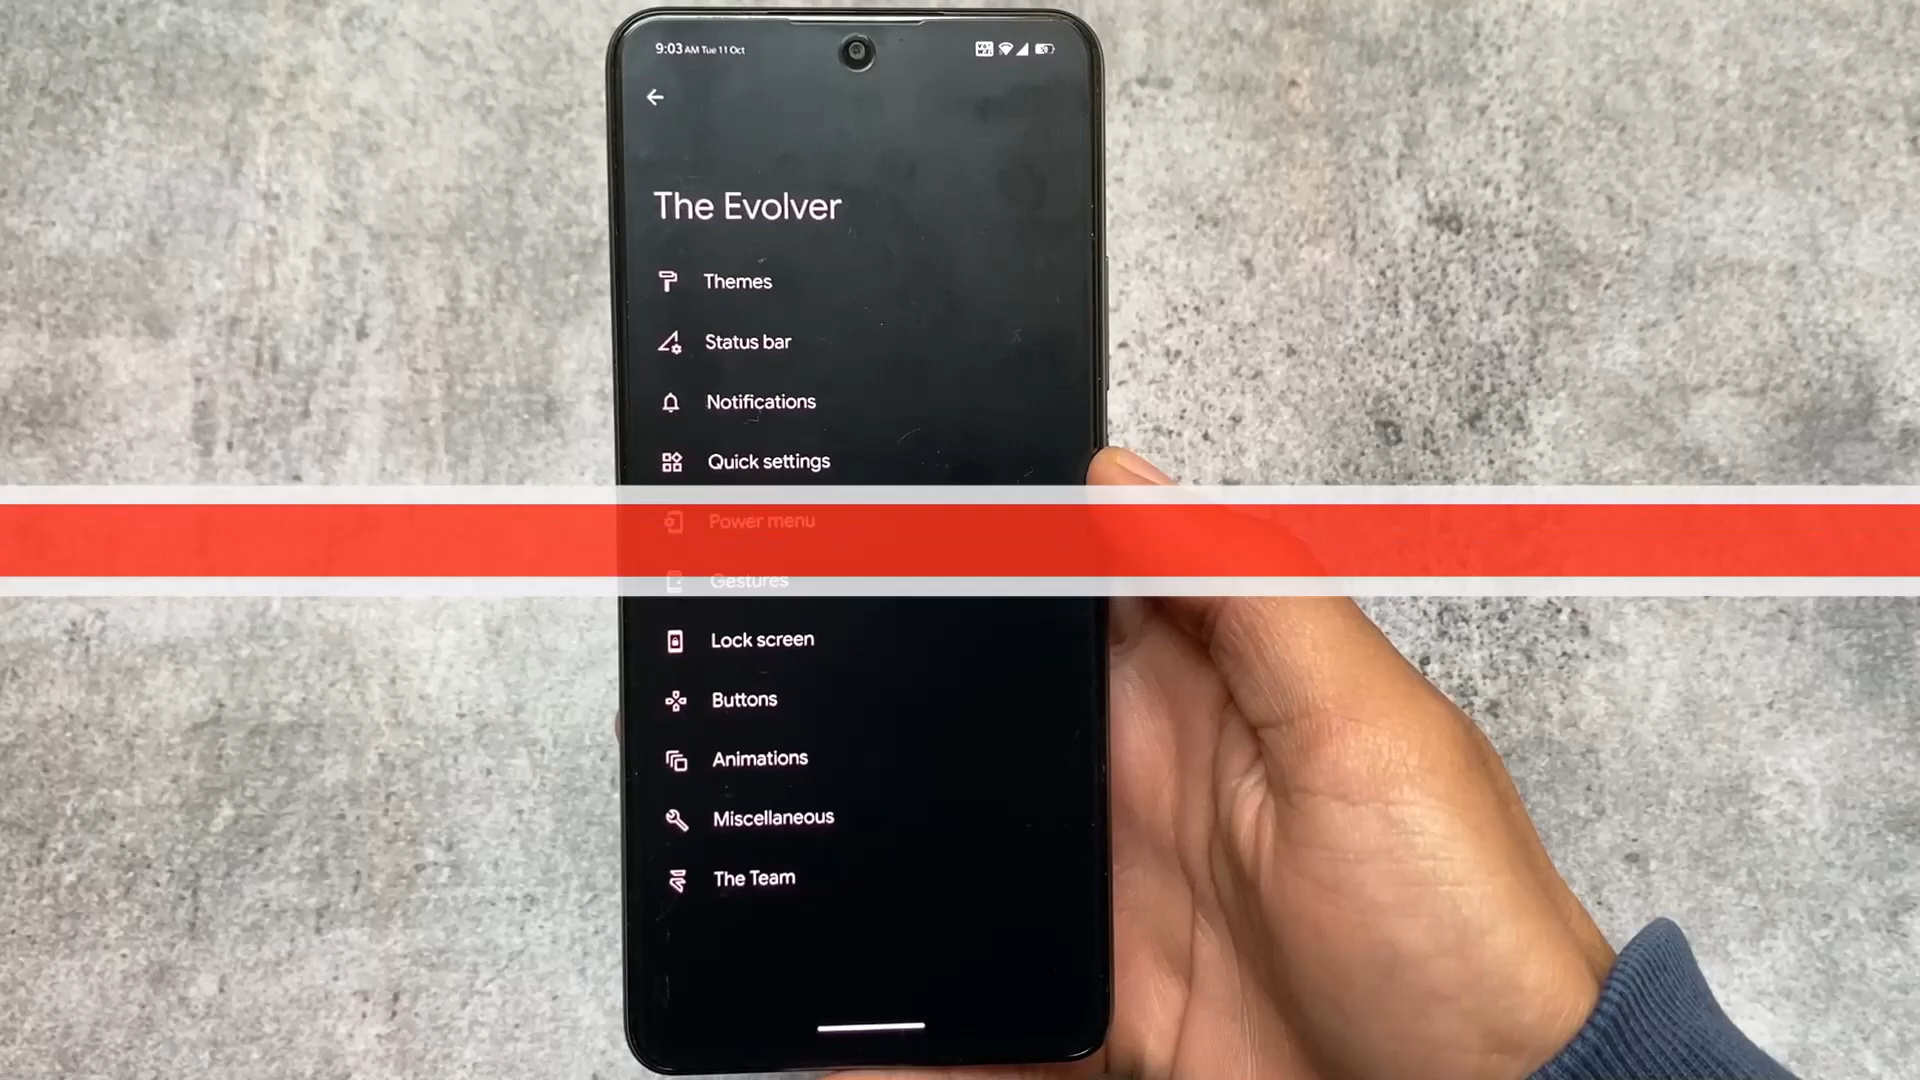 9:03 AM Tue 11 Oct
The Evolver
Themes
Status bar
Notifications
Quick settings
Power menu
Gestures
Lock screen
Buttons
Animations
Miscellaneous
The Team